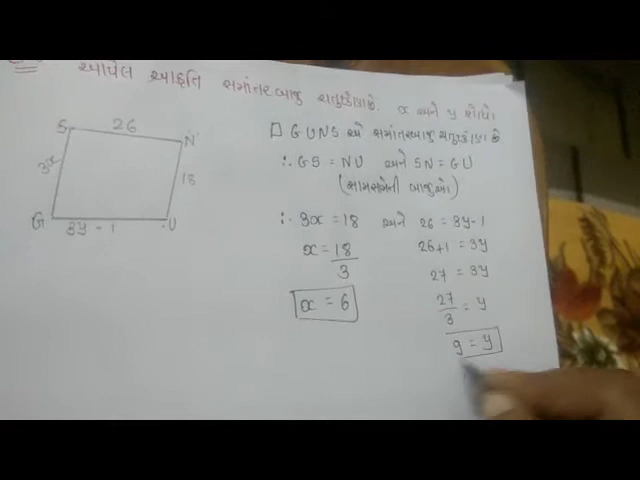 આપેલ આકૃતિ સમાંતરબાજુ ચતુષ્કોણ છે. x અને y શોધો.
S 26 N
3x 18
G 3y - 1 U
□ GUNS એ સમાંતરબાજુ ચતુષ્કોણ છે
∴ GS = NU અને SN = GU
(સામસામેની બાજુઓ)
∴ 3x = 18 અને 26 = 3y-1
x = 18/3 26+1 = 3y
27 = 3y
x = 6 27/3 = y
9 = y